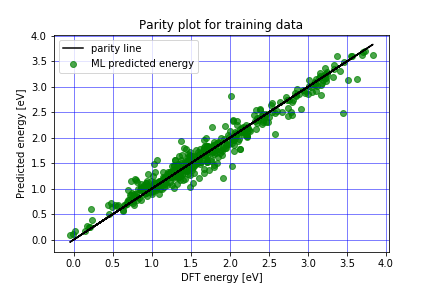 Parity plot for training data
parity line
ML predicted energy
Predicted energy [eV]
4.0
3.5
3.0
2.5
2.0
1.5
1.0
0.5
0.0
0.0 0.5 1.0 1.5 2.0 2.5 3.0 3.5 4.0
DFT energy [eV]